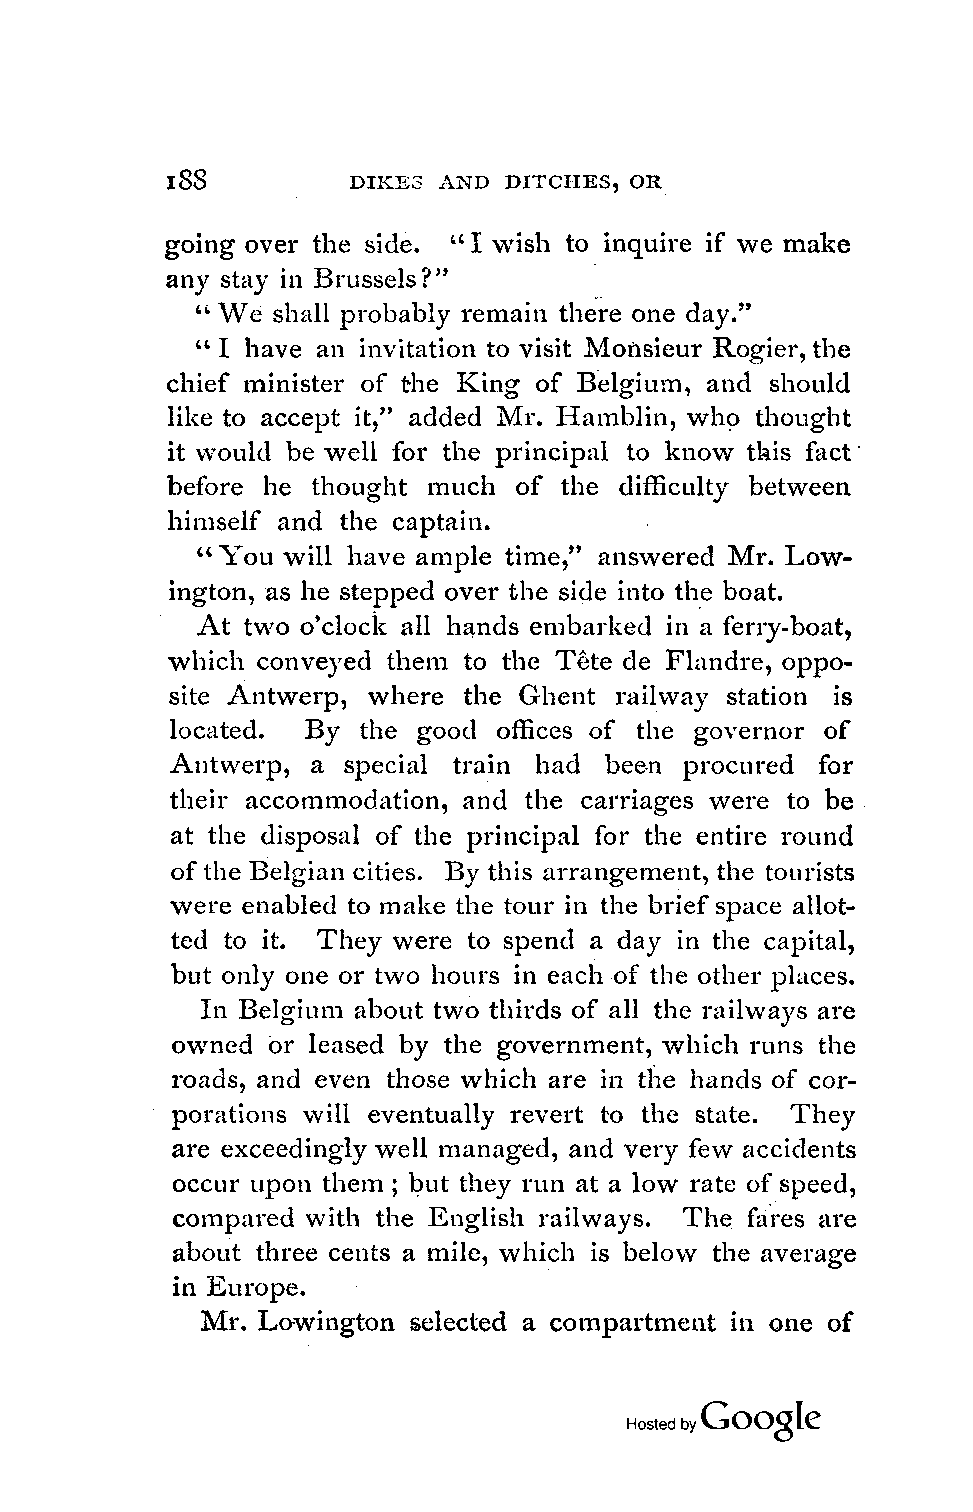 188 DIKES AND DITCHES, OR
going over the side. "I wish to inquire if we make
any stay in Brussels?"
"We shall probably remain there one day."
"I have an invitation to visit Monsieur Rogier, the
chief minister of the King of Belgium, and should
like to accept it," added Mr. Hamblin, who thought
it would be well for the principal to know this fact
before he thought much of the difficulty between
himself and the captain.
"You will have ample time," answered Mr. Low-
ington, as he stepped over the side into the boat.
At two o'clock all hands embarked in a ferry-boat,
which conveyed them to the Tête de Flandre, oppo-
site Antwerp, where the Ghent railway station is
located. By the good offices of the governor of
Antwerp, a special train had been procured for
their accommodation, and the carriages were to be
at the disposal of the principal for the entire round
of the Belgian cities. By this arrangement, the tourists
were enabled to make the tour in the brief space allot-
ted to it. They were to spend a day in the capital,
but only one or two hours in each of the other places.
In Belgium about two thirds of all the railways are
owned or leased by the government, which runs the
roads, and even those which are in the hands of cor-
porations will eventually revert to the state. They
are exceedingly well managed, and very few accidents
occur upon them; but they run at a low rate of speed,
compared with the English railways. The fares are
about three cents a mile, which is below the average
in Europe.
Mr. Lowington selected a compartment in one of
Hosted by Google